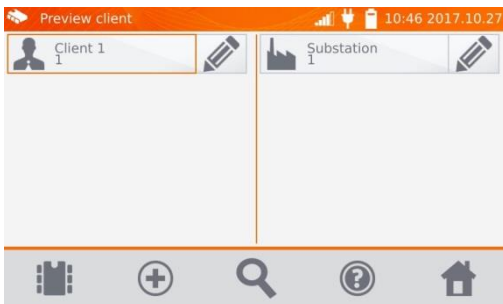 Preview client
10:46 2017.10.27
Client 1
1
Substation
1